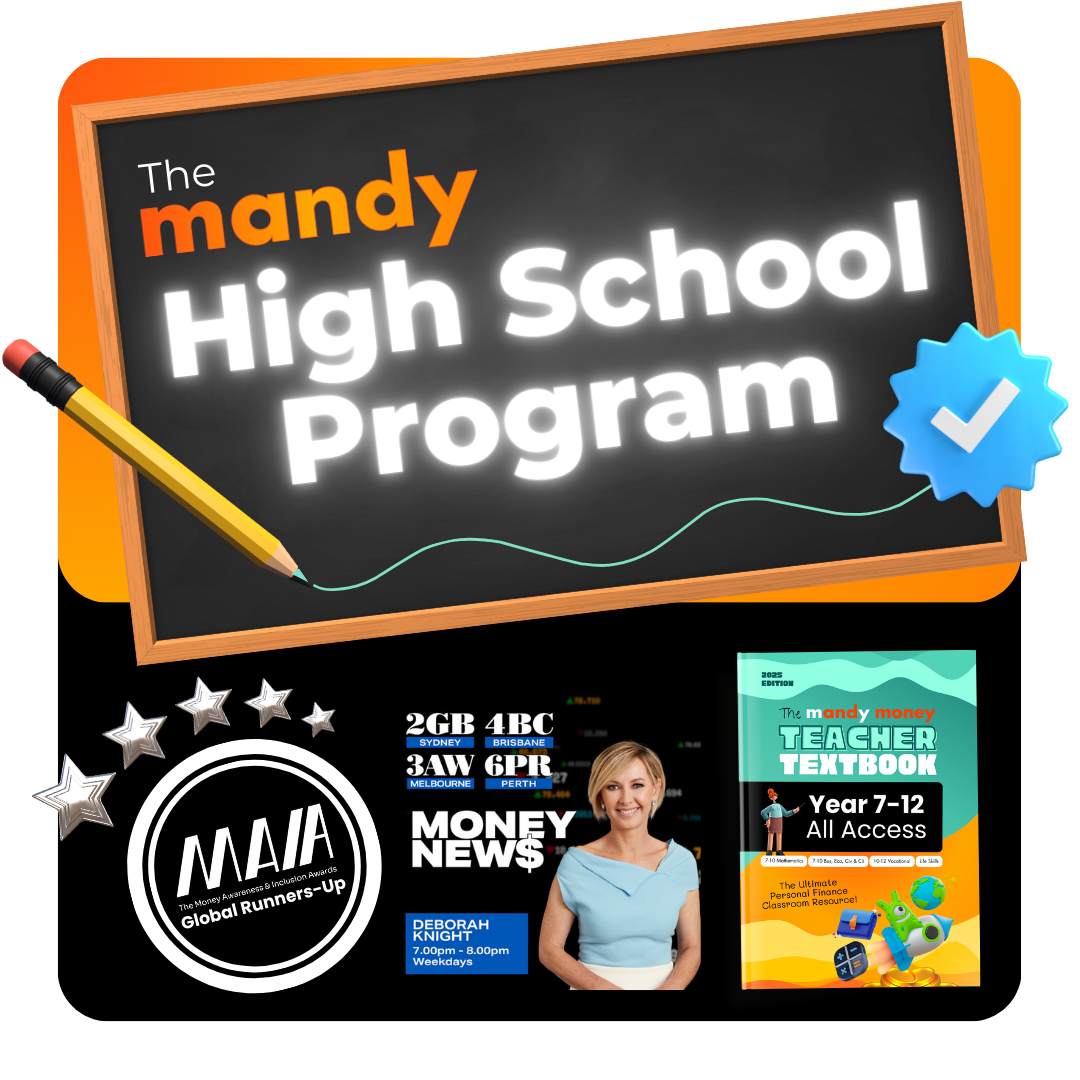 The
mandy
High School
Program
MAIA
The Money Awareness & Inclusion Awards
Global Runners-Up
2GB 4BC
SYDNEY BRISBANE
3AW 6PR
MELBOURNE PERTH
MONEY
NEW$
DEBORAH
KNIGHT
7.00pm - 8.00pm
Weekdays
2025
EDITION
The mandy money
TEACHER
TEXTBOOK
Year 7-12
All Access
7-10 Mathematics 7-10 Bus, Eco, Civ & Cit 10-12 Vocational Life Skills
The Ultimate
Personal Finance
Classroom Resource!